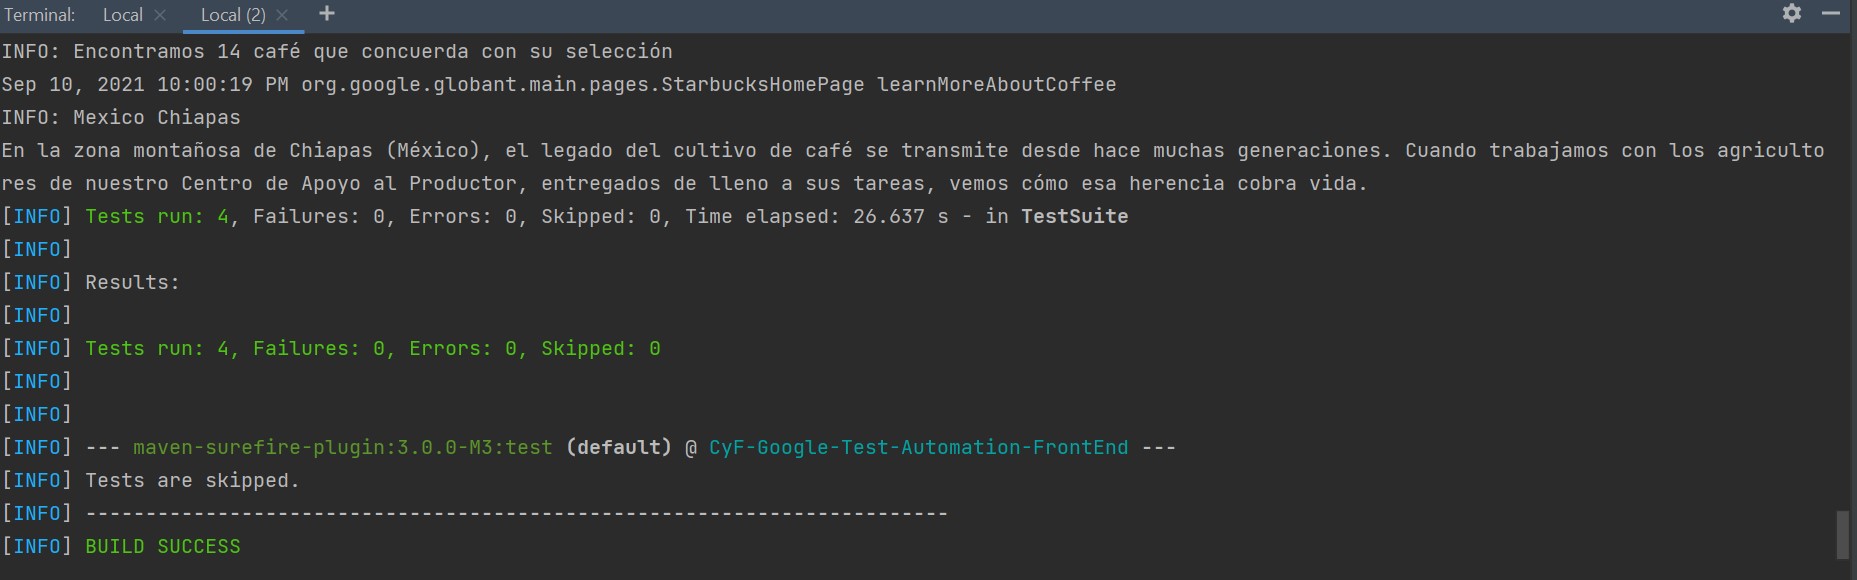 Terminal: Local × Local (2) × +
INFO: Encontramos 14 café que concuerda con su selección
Sep 10, 2021 10:00:19 PM org.google.globant.main.pages.StarbucksHomePage learnMoreAboutCoffee
INFO: Mexico Chiapas
En la zona montañosa de Chiapas (México), el legado del cultivo de café se transmite desde hace muchas generaciones. Cuando trabajamos con los agriculto
res de nuestro Centro de Apoyo al Productor, entregados de lleno a sus tareas, vemos cómo esa herencia cobra vida.
[INFO] Tests run: 4, Failures: 0, Errors: 0, Skipped: 0, Time elapsed: 26.637 s - in TestSuite
[INFO]
[INFO] Results:
[INFO]
[INFO] Tests run: 4, Failures: 0, Errors: 0, Skipped: 0
[INFO]
[INFO]
[INFO] --- maven-surefire-plugin:3.0.0-M3:test (default) @ CyF-Google-Test-Automation-FrontEnd ---
[INFO] Tests are skipped.
[INFO] ------------------------------------------------------------------------
[INFO] BUILD SUCCESS